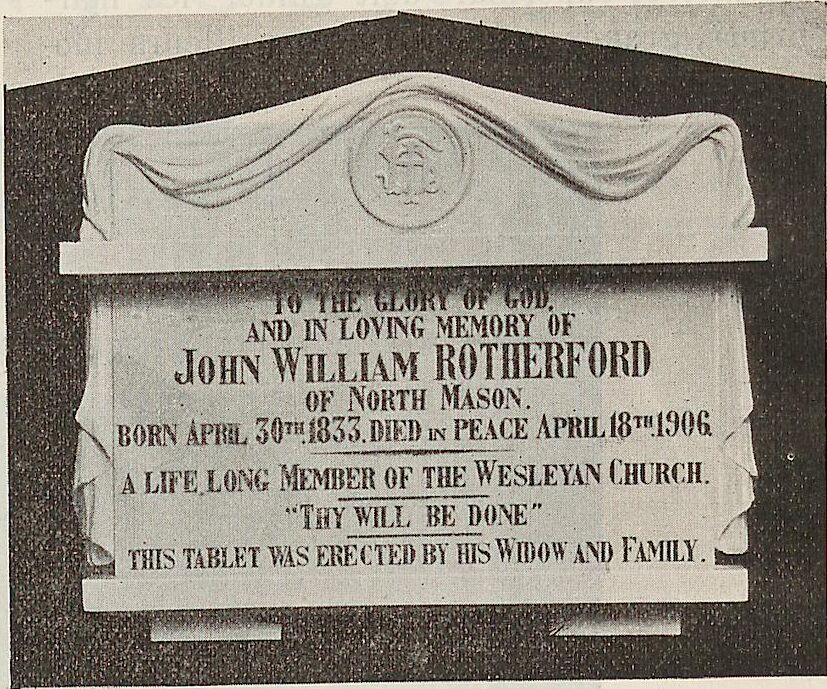 TO THE GLORY OF GOD,
AND IN LOVING MEMORY OF
JOHN WILLIAM ROTHERFORD
OF NORTH MASON.
BORN APRIL 30TH 1833. DIED IN PEACE APRIL 18TH 1906.
A LIFE LONG MEMBER OF THE WESLEYAN CHURCH.
"THY WILL BE DONE"
THIS TABLET WAS ERECTED BY HIS WIDOW AND FAMILY.